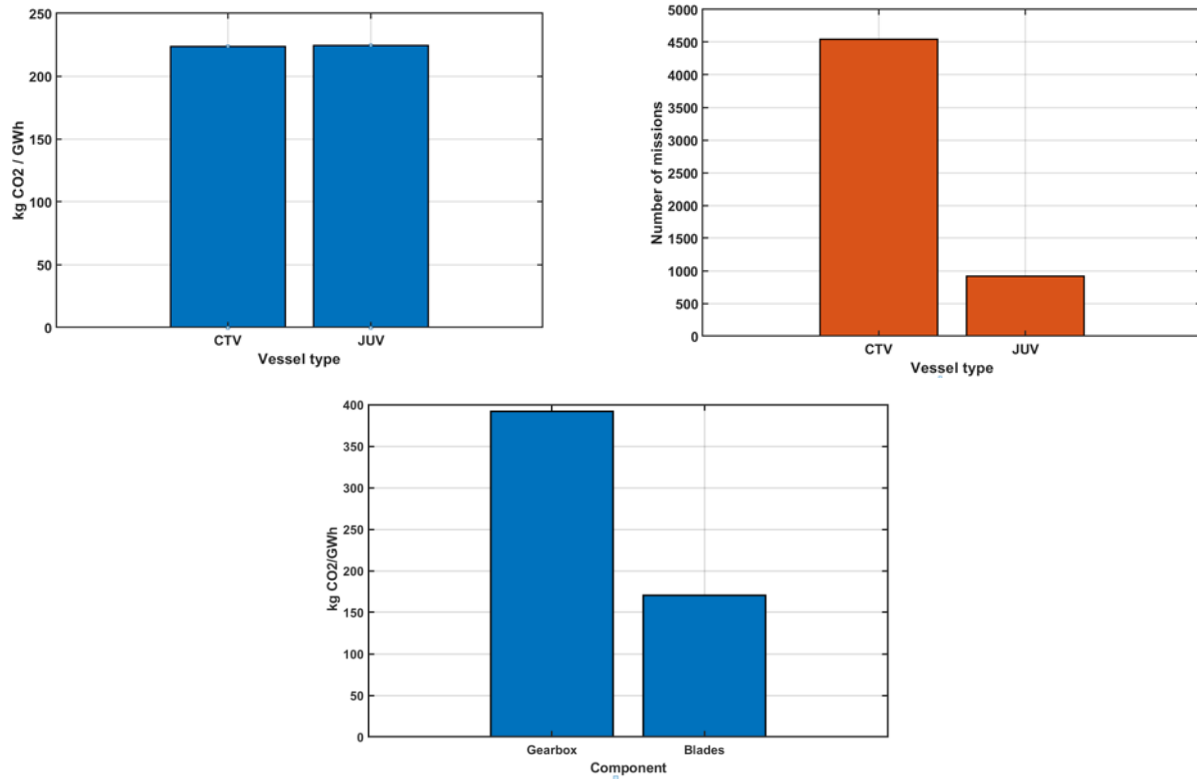 250
200
150
100
50
0
kg CO2 / GWh
CTV
JUV
Vessel type
5000
4500
4000
3500
3000
2500
2000
1500
1000
500
0
Number of missions
CTV
JUV
Vessel type
400
350
300
250
200
150
100
50
0
kg CO2/GWh
Gearbox
Blades
Component